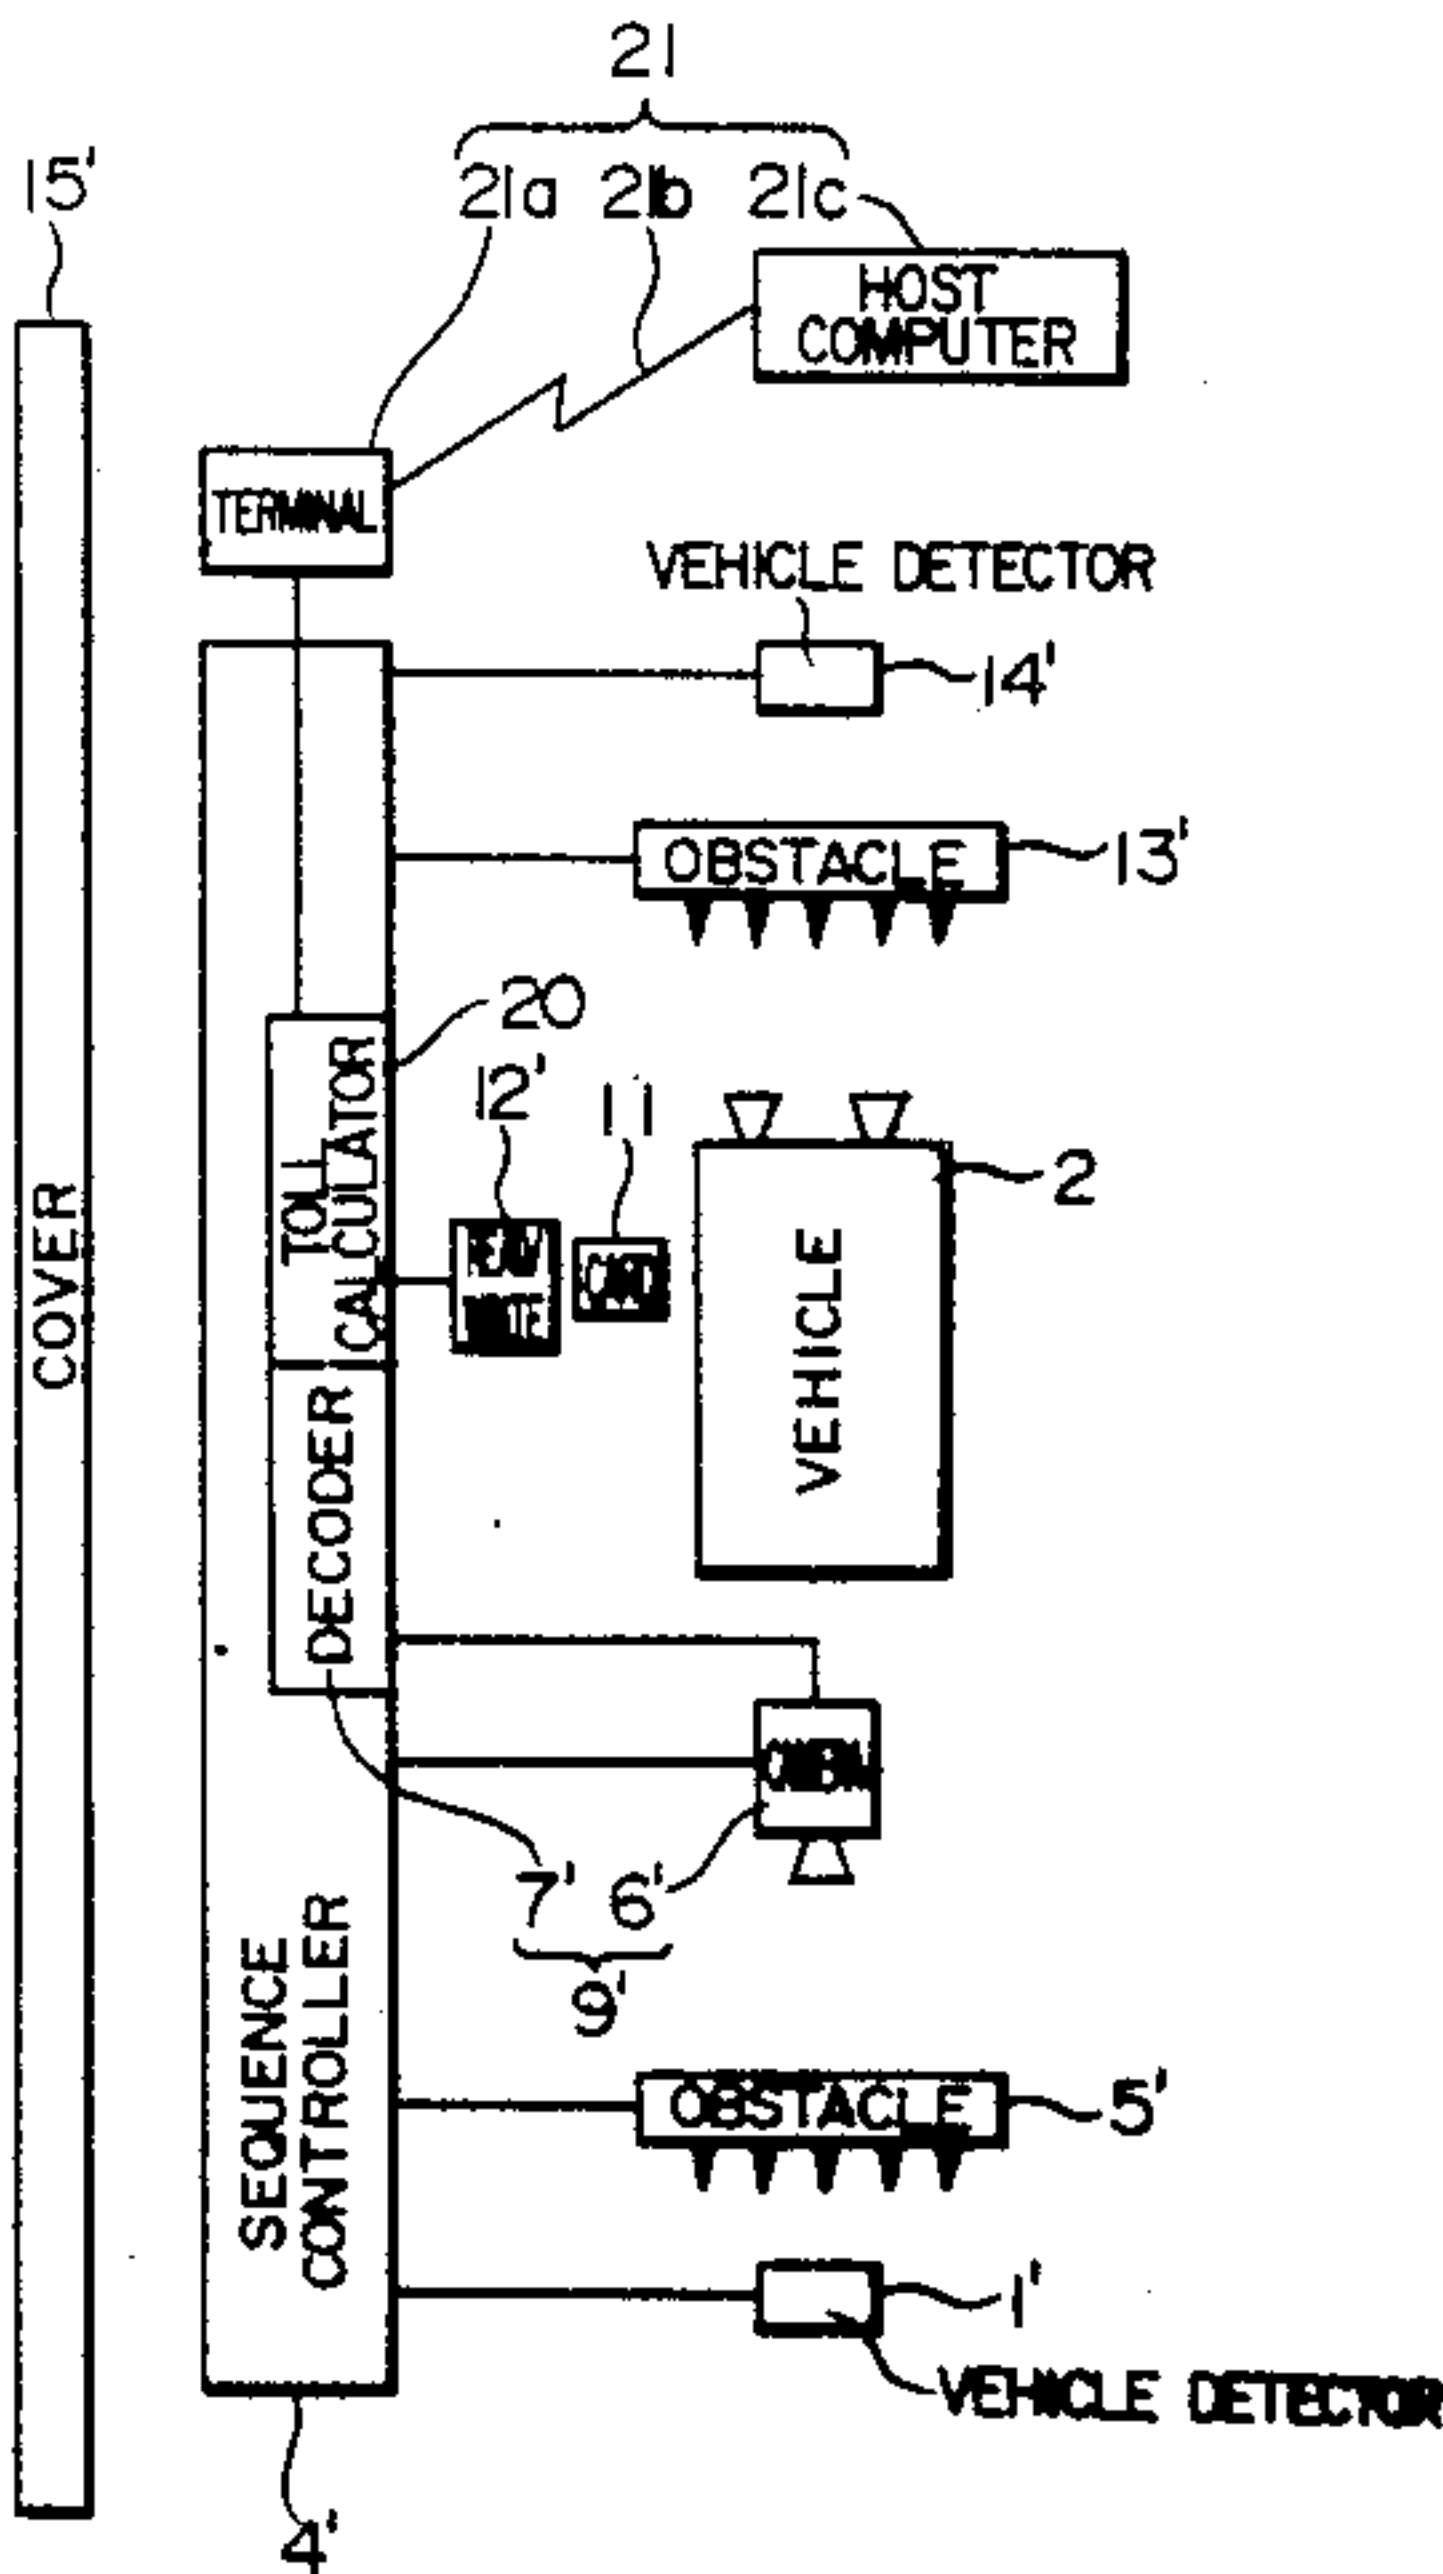 21
15'
21a 21b 21c
HOST
COMPUTER
TERMINAL
VEHICLE DETECTOR
14'
OBSTACLE
13'
20
12'
11
TOLL
CALCULATOR
2
COVER
VEHICLE
DECODER
7' 6'
9'
SEQUENCE
CONTROLLER
OBSTACLE
5'
1'
VEHICLE DETECTOR
4'